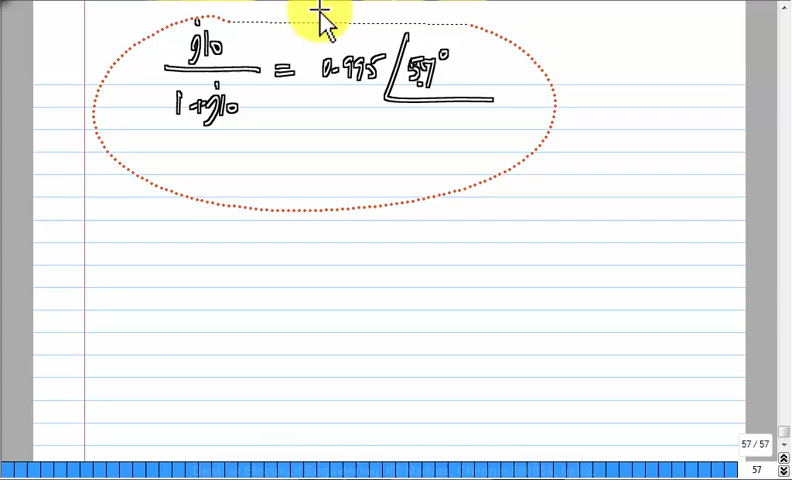 j10
——— = 0.995 ∠5.7°
1+j10
57 / 57
57